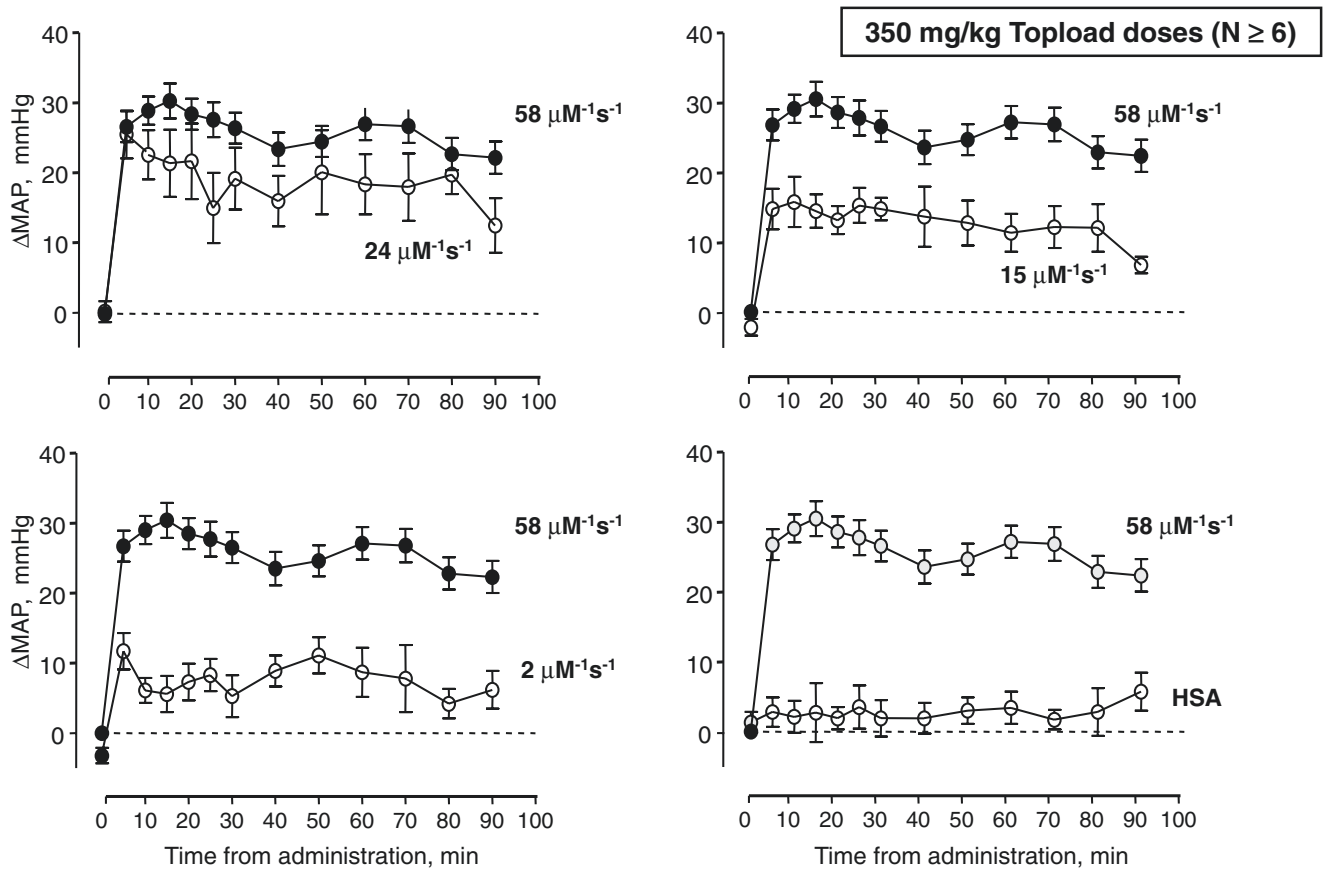 350 mg/kg Topload doses (N ≥ 6)
ΔMAP, mmHg
40
30
20
10
0
58 μM⁻¹s⁻¹
24 μM⁻¹s⁻¹
0 10 20 30 40 50 60 70 80 90 100
40
30
20
10
0
58 μM⁻¹s⁻¹
15 μM⁻¹s⁻¹
0 10 20 30 40 50 60 70 80 90 100
ΔMAP, mmHg
40
30
20
10
0
58 μM⁻¹s⁻¹
2 μM⁻¹s⁻¹
0 10 20 30 40 50 60 70 80 90 100
Time from administration, min
40
30
20
10
0
58 μM⁻¹s⁻¹
HSA
0 10 20 30 40 50 60 70 80 90 100
Time from administration, min